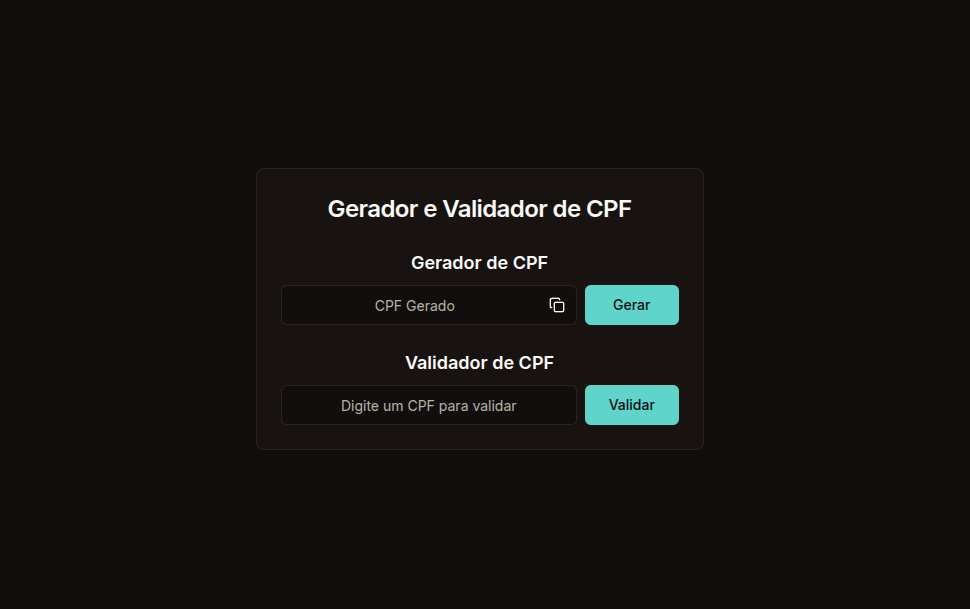 Gerador e Validador de CPF
Gerador de CPF
CPF Gerado
Gerar
Validador de CPF
Digite um CPF para validar
Validar